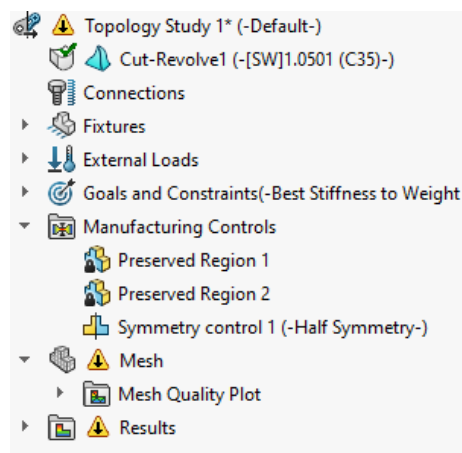 Topology Study 1* (-Default-)
Cut-Revolve1 (-[SW]1.0501 (C35)-)
Connections
Fixtures
External Loads
Goals and Constraints(-Best Stiffness to Weight
Manufacturing Controls
Preserved Region 1
Preserved Region 2
Symmetry control 1 (-Half Symmetry-)
Mesh
Mesh Quality Plot
Results